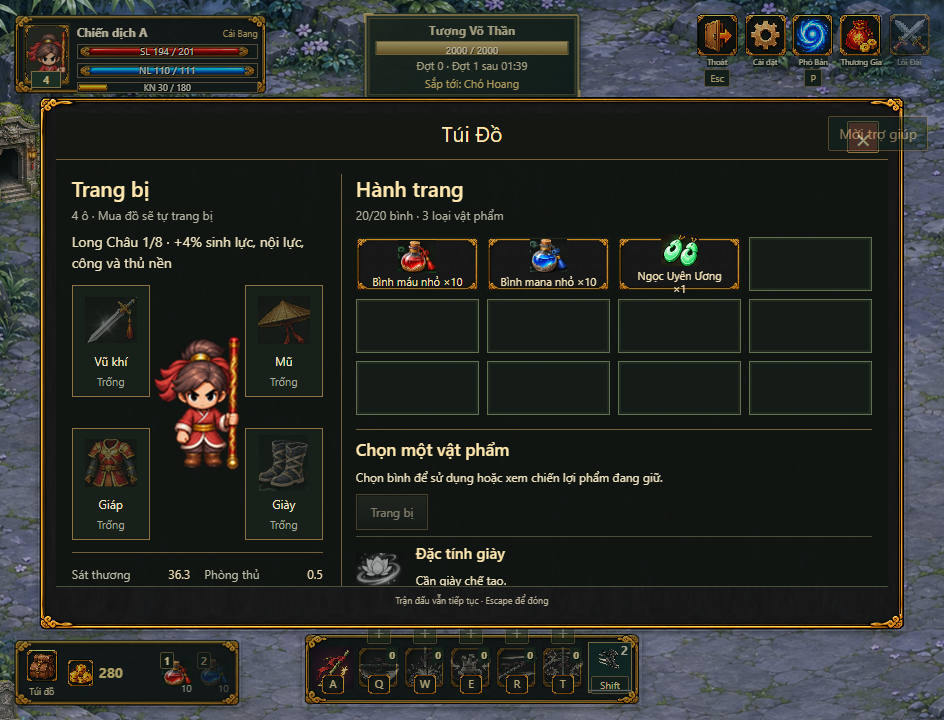 Chiến dịch A
Cái Bang
SL 194 / 201
NL 110 / 111
KN 30 / 180
4
Tượng Võ Thần
2000 / 2000
Đợt 0 · Đợt 1 sau 01:39
Sắp tới: Chó Hoang
Thoát
Cài đặt
Phó Bản
Thương Gia
Lôi Đài
Esc
P
Túi Đồ
Mời trợ giúp
Trang bị
4 ô · Mua đồ sẽ tự trang bị
Long Châu 1/8 · +4% sinh lực, nội lực,
công và thủ nền
Vũ khí
Trống
Mũ
Trống
Giáp
Trống
Giày
Trống
Sát thương 36.3 Phòng thủ 0.5
Hành trang
20/20 bình · 3 loại vật phẩm
Bình máu nhỏ ×10
Bình mana nhỏ ×10
Ngọc Uyên Ương
×1
Chọn một vật phẩm
Chọn bình để sử dụng hoặc xem chiến lợi phẩm đang giữ.
Trang bị
Đặc tính giày
Cần giày chế tạo.
Trận đấu vẫn tiếp tục · Escape để đóng
Túi đồ
280
1
10
2
10
A
0
Q
0
W
0
E
0
R
0
T
2
Shift